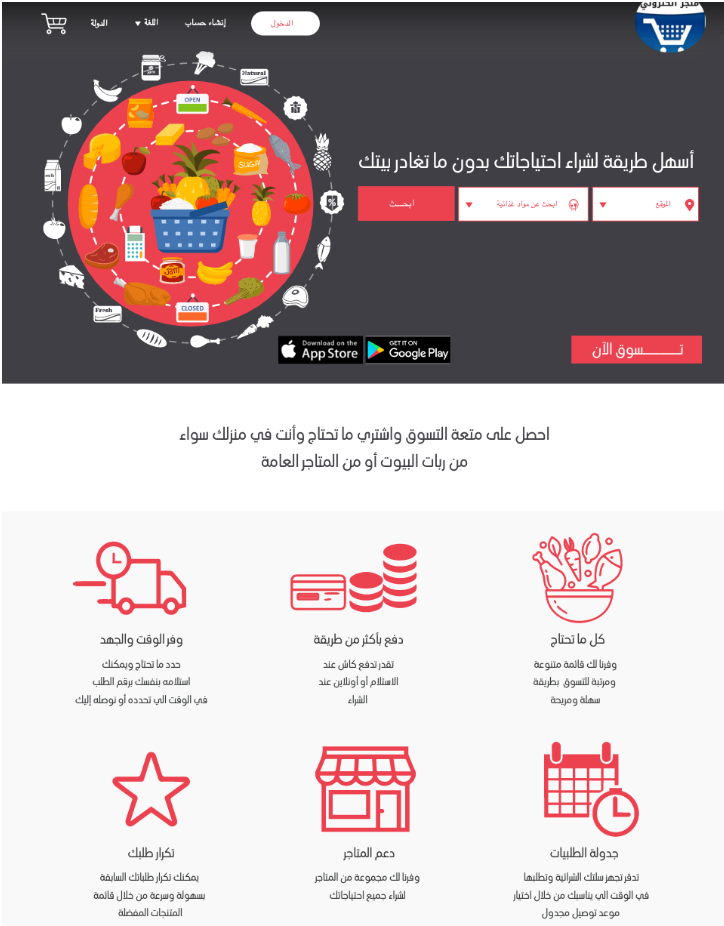 متجر الكتروني
الدخول
إنشاء حساب
اللغة
الدولة
Natural
OPEN
SUGAR
Jam
CLOSED
Fresh
أسهل طريقة لشراء احتياجاتك بدون ما تغادر بيتك
الموقع
ابحث عن مواد غذائية
ابحث
تسوق الآن
Download on the
App Store
GET IT ON
Google Play
احصل على متعة التسوق واشتري ما تحتاج وأنت في منزلك سواء
من ربات البيوت أو من المتاجر العامة
كل ما تحتاج
وفرنا لك قائمة متنوعة
ومرتبة للتسوق بطريقة
سهلة ومريحة
دفع بأكثر من طريقة
تقدر تدفع كاش عند
الاستلام أو أونلاين عند
الشراء
وفر الوقت والجهد
حدد ما تحتاج ويمكنك
استلامه بنفسك برقم الطلب
في الوقت الي تحدده أو نوصله إليك
جدولة الطلبيات
تقدر تجهز سلتك الشرائية وتطلبها
في الوقت الي يناسبك من خلال اختيار
موعد توصيل مجدول
دعم المتاجر
وفرنا لك مجموعة من المتاجر
لشراء جميع احتياجاتك
تكرار طلبك
يمكنك تكرار طلباتك السابقة
بسهولة وسرعة من خلال قائمة
المنتجات المفضلة